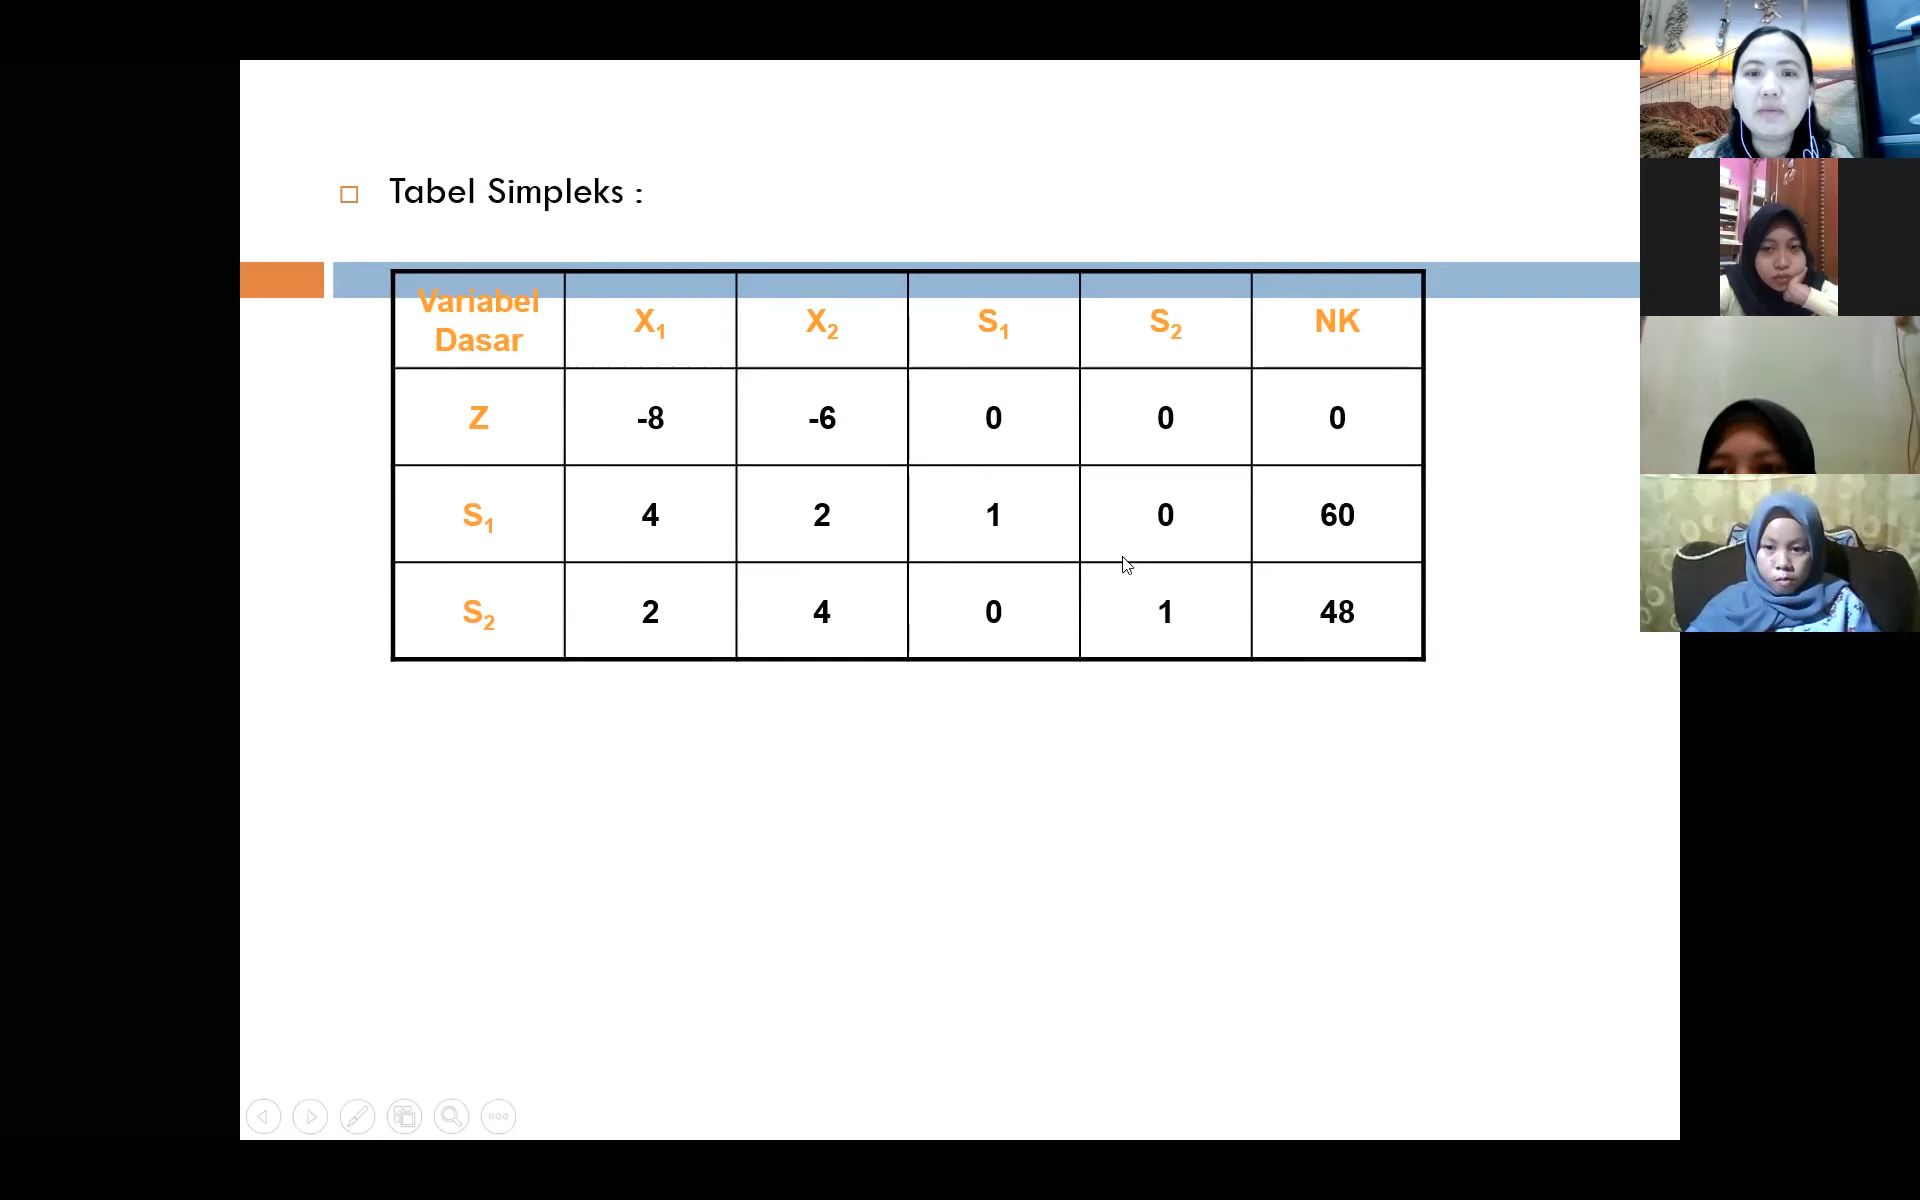 Tabel Simpleks :
Variabel Dasar X₁ X₂ S₁ S₂ NK
Z -8 -6 0 0 0
S₁ 4 2 1 0 60
S₂ 2 4 0 1 48